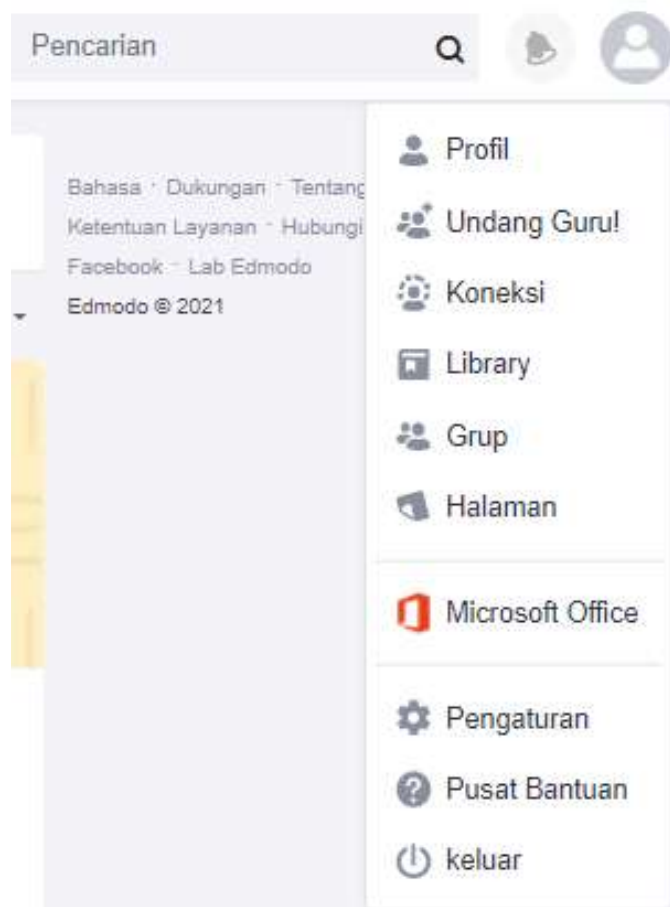 Pencarian
Bahasa · Dukungan · Tentang
Ketentuan Layanan · Hubungi
Facebook · Lab Edmodo
Edmodo © 2021
Profil
Undang Guru!
Koneksi
Library
Grup
Halaman
Microsoft Office
Pengaturan
Pusat Bantuan
keluar